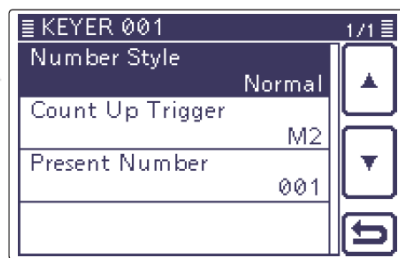 KEYER 001
1/1
Number Style
Normal
Count Up Trigger
M2
Present Number
001